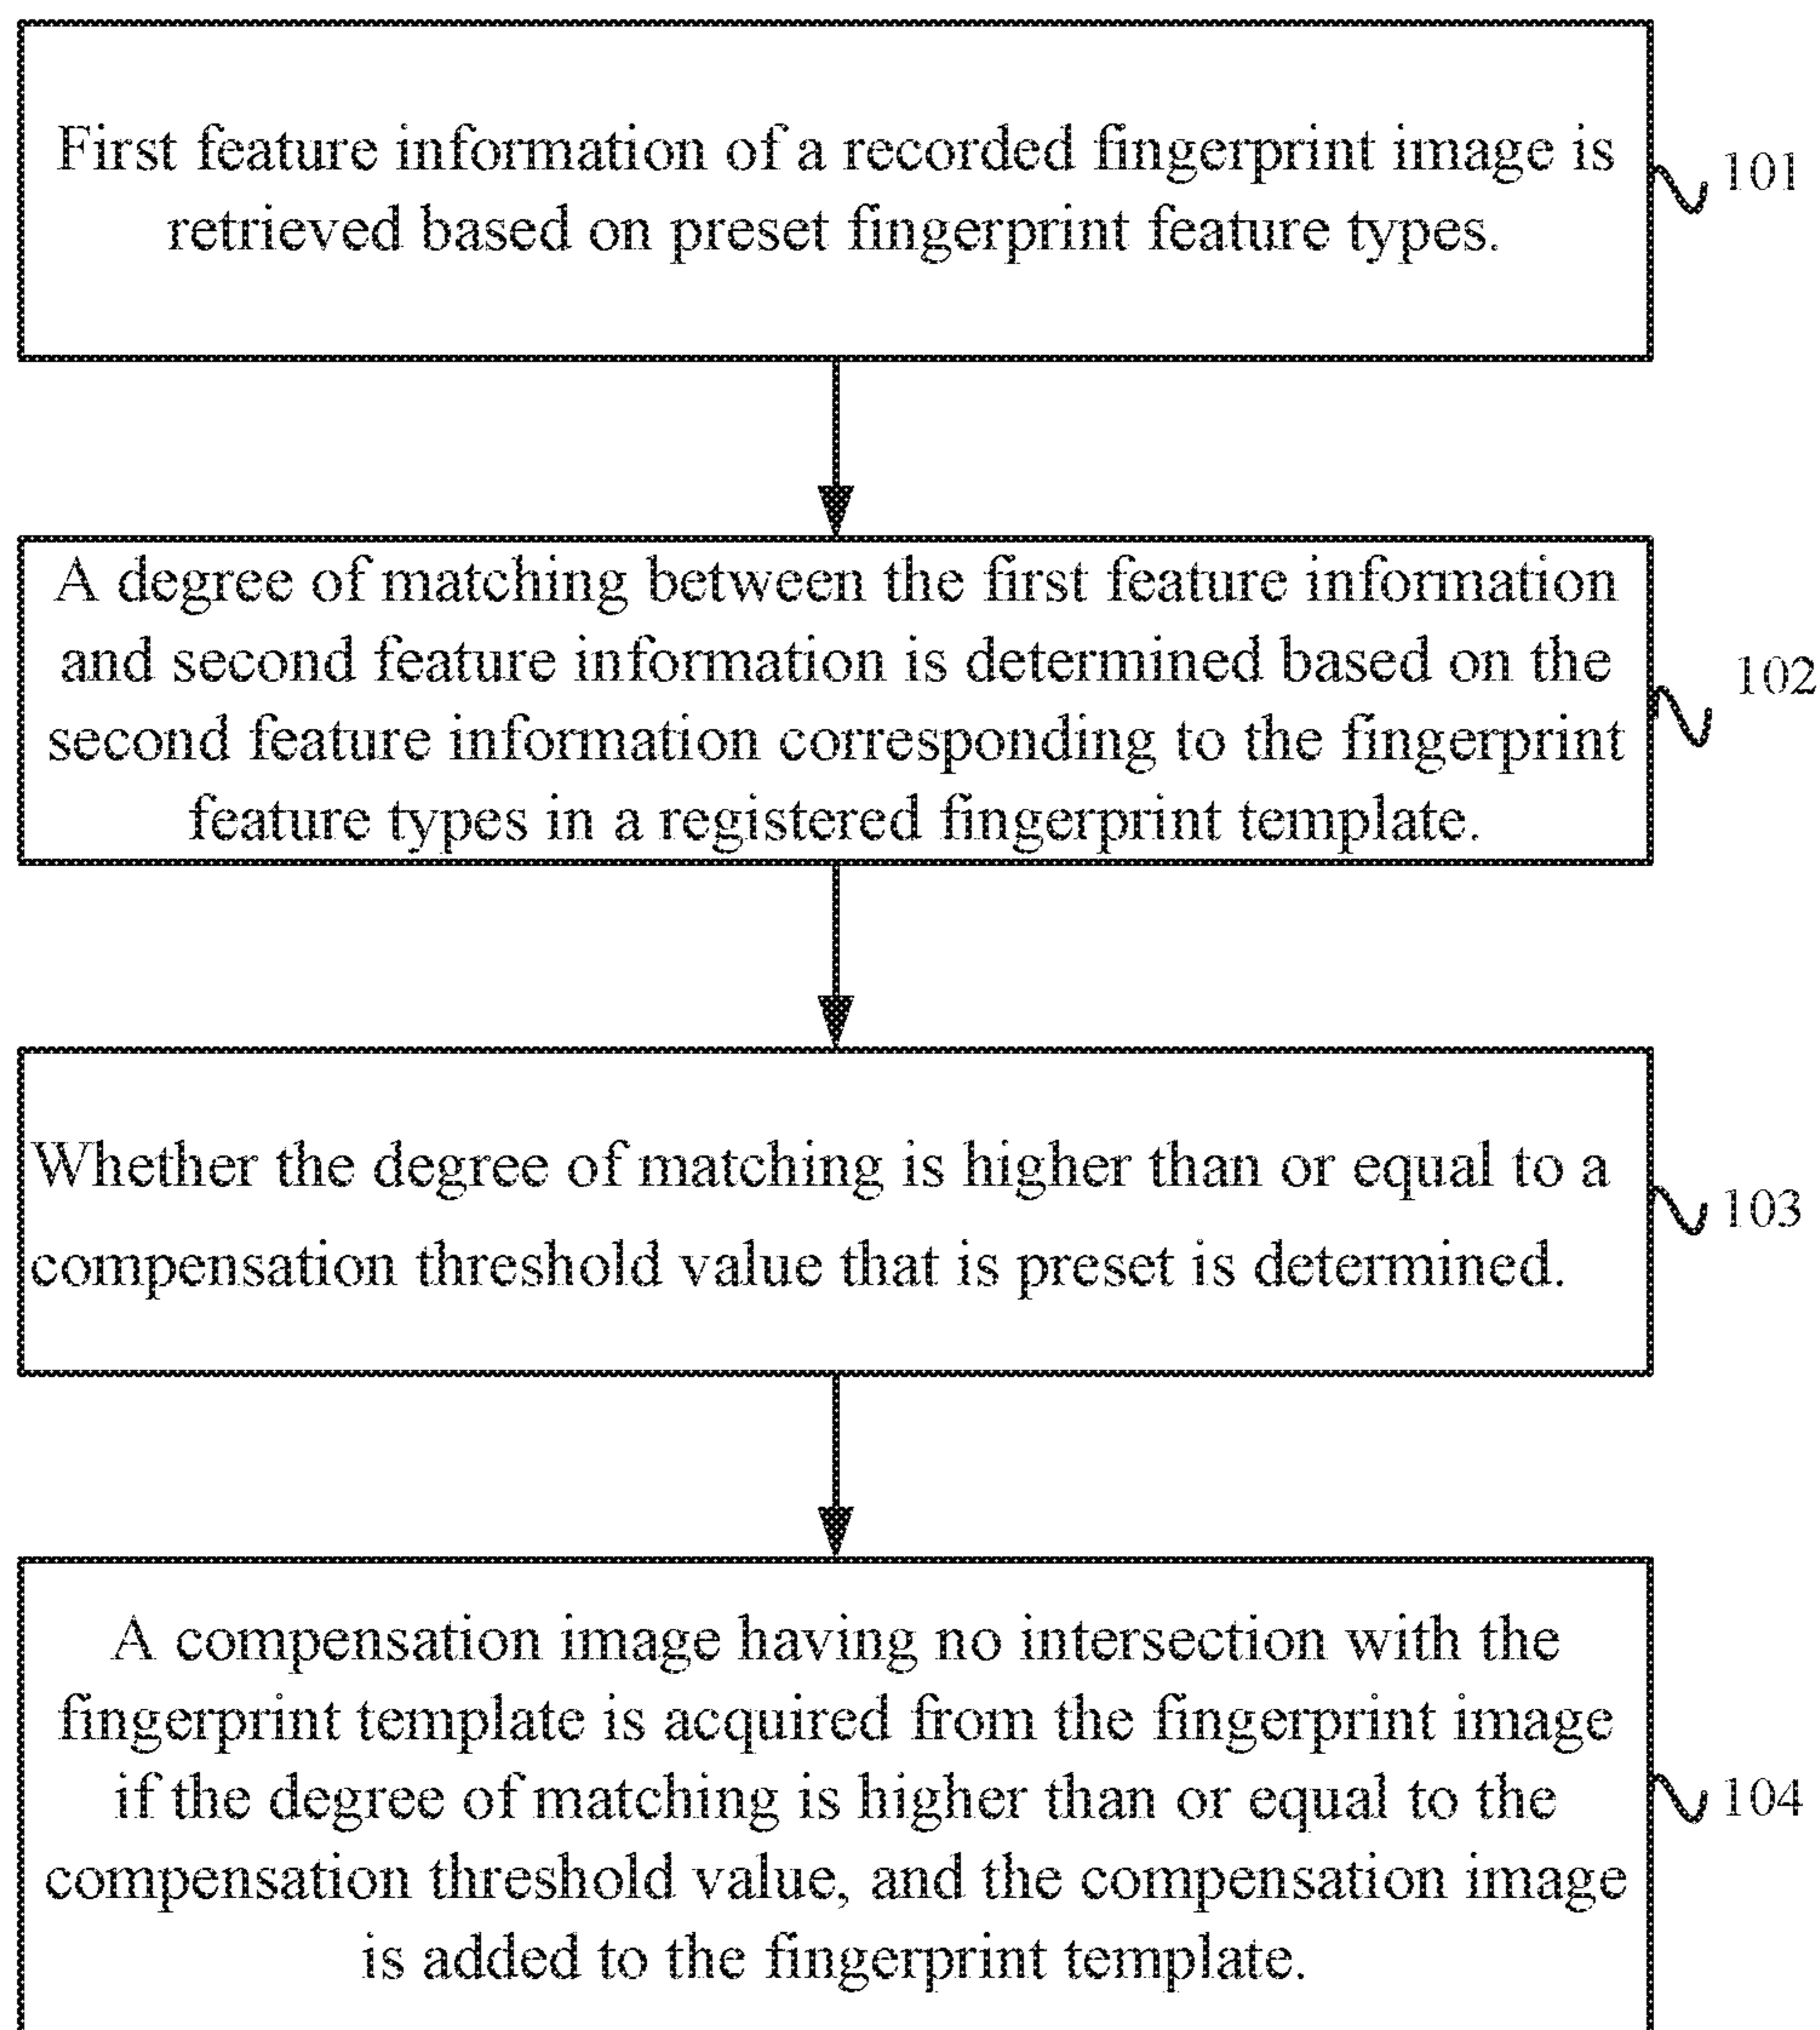 First feature information of a recorded fingerprint image is
retrieved based on preset fingerprint feature types.
101
A degree of matching between the first feature information
and second feature information is determined based on the
second feature information corresponding to the fingerprint
feature types in a registered fingerprint template.
102
Whether the degree of matching is higher than or equal to a
compensation threshold value that is preset is determined.
103
A compensation image having no intersection with the
fingerprint template is acquired from the fingerprint image
if the degree of matching is higher than or equal to the
compensation threshold value, and the compensation image
is added to the fingerprint template.
104